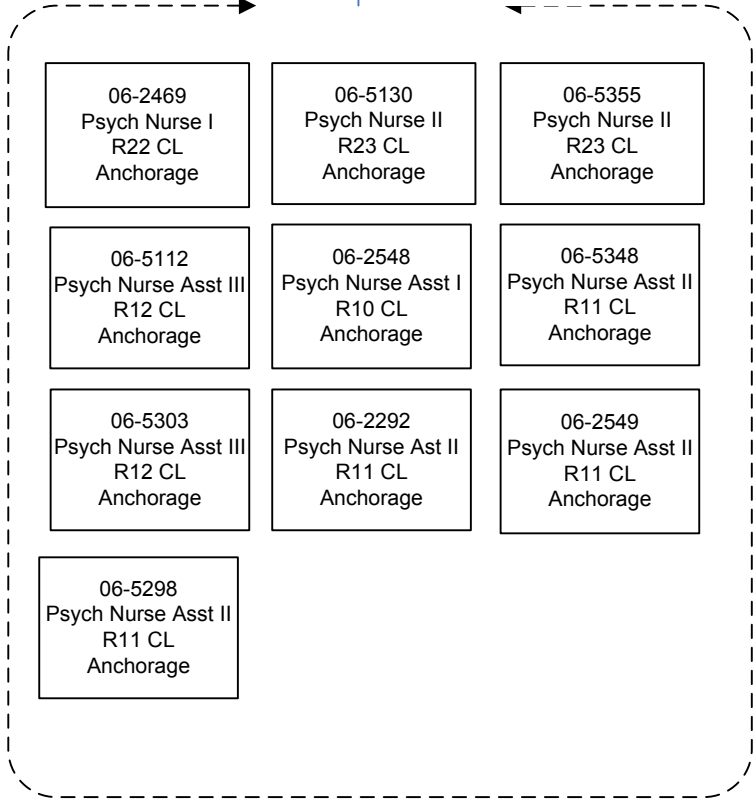 06-2469
Psych Nurse I
R22 CL
Anchorage
06-5130
Psych Nurse II
R23 CL
Anchorage
06-5355
Psych Nurse II
R23 CL
Anchorage
06-5112
Psych Nurse Asst III
R12 CL
Anchorage
06-2548
Psych Nurse Asst I
R10 CL
Anchorage
06-5348
Psych Nurse Asst II
R11 CL
Anchorage
06-5303
Psych Nurse Asst III
R12 CL
Anchorage
06-2292
Psych Nurse Ast II
R11 CL
Anchorage
06-2549
Psych Nurse Asst II
R11 CL
Anchorage
06-5298
Psych Nurse Asst II
R11 CL
Anchorage